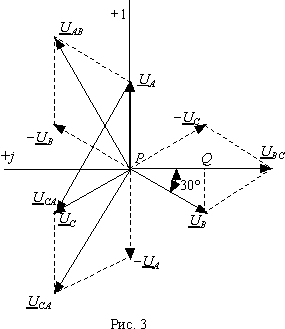 +1
U_AB
U_A
-U_B
-U_C
+j
P
Q
U_BC
30°
U_CA
U_C
U_B
-U_A
U_CA
Рис. 3